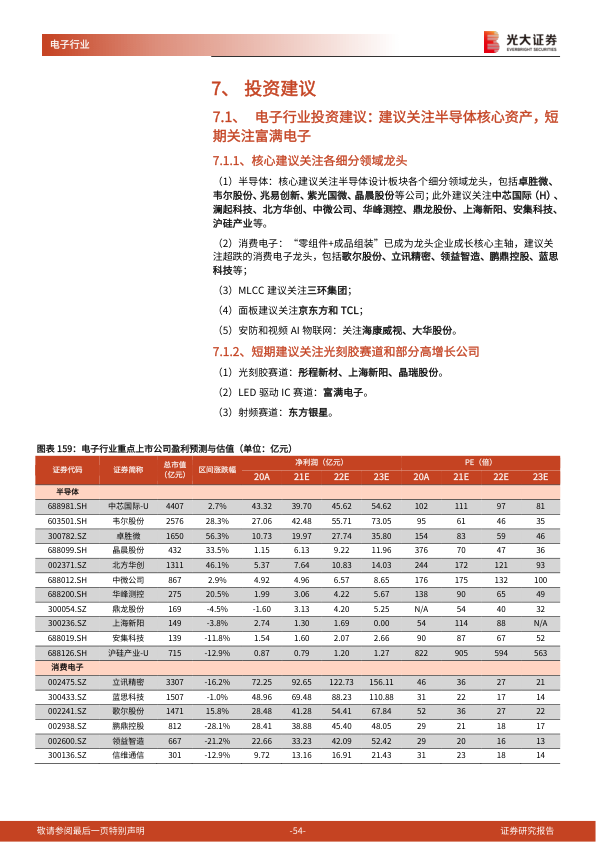 电子行业
光大证券
EVERBRIGHT SECURITIES
7、 投资建议
7.1、 电子行业投资建议：建议关注半导体核心资产，短
期关注富满电子
7.1.1、核心建议关注各细分领域龙头
（1）半导体：核心建议关注半导体设计板块各个细分领域龙头，包括卓胜微、
韦尔股份、兆易创新、紫光国微、晶晨股份等公司；此外建议关注中芯国际（H）、
澜起科技、北方华创、中微公司、华峰测控、鼎龙股份、上海新阳、安集科技、
沪硅产业等。
（2）消费电子：“零组件+成品组装”已成为龙头企业成长核心主轴，建议关
注超跌的消费电子龙头，包括歌尔股份、立讯精密、领益智造、鹏鼎控股、蓝思
科技等；
（3）MLCC 建议关注三环集团；
（4）面板建议关注京东方和 TCL；
（5）安防和视频 AI 物联网：关注海康威视、大华股份。
7.1.2、短期建议关注光刻胶赛道和部分高增长公司
（1）光刻胶赛道：彤程新材、上海新阳、晶瑞股份。
（2）LED 驱动 IC 赛道：富满电子。
（3）射频赛道：东方银星。
图表 159：电子行业重点上市公司盈利预测与估值（单位：亿元）
证券代码 证券简称 总市值（亿元） 区间涨跌幅 净利润（亿元） PE（倍）
20A 21E 22E 23E 20A 21E 22E 23E
半导体
688981.SH 中芯国际-U 4407 2.7% 43.32 39.70 45.62 54.62 102 111 97 81
603501.SH 韦尔股份 2576 28.3% 27.06 42.48 55.71 73.05 95 61 46 35
300782.SZ 卓胜微 1650 56.3% 10.73 19.97 27.74 35.80 154 83 59 46
688099.SH 晶晨股份 432 33.5% 1.15 6.13 9.22 11.96 376 70 47 36
002371.SZ 北方华创 1311 46.1% 5.37 7.64 10.83 14.03 244 172 121 93
688012.SH 中微公司 867 2.9% 4.92 4.96 6.57 8.65 176 175 132 100
688200.SH 华峰测控 275 20.5% 1.99 3.06 4.22 5.67 138 90 65 49
300054.SZ 鼎龙股份 169 -4.5% -1.60 3.13 4.20 5.25 N/A 54 40 32
300236.SZ 上海新阳 149 -3.8% 2.74 1.30 1.69 0.00 54 114 88 N/A
688019.SH 安集科技 139 -11.8% 1.54 1.60 2.07 2.66 90 87 67 52
688126.SH 沪硅产业-U 715 -12.9% 0.87 0.79 1.20 1.27 822 905 594 563
消费电子
002475.SZ 立讯精密 3307 -16.2% 72.25 92.65 122.73 156.11 46 36 27 21
300433.SZ 蓝思科技 1507 -1.0% 48.96 69.48 88.23 110.88 31 22 17 14
002241.SZ 歌尔股份 1471 15.8% 28.48 41.28 54.41 67.84 52 36 27 22
002938.SZ 鹏鼎控股 812 -28.1% 28.41 38.88 45.40 48.05 29 21 18 17
002600.SZ 领益智造 667 -21.2% 22.66 33.23 42.09 52.42 29 20 16 13
300136.SZ 信维通信 301 -12.9% 9.72 13.16 16.91 21.43 31 23 18 14
敬请参阅最后一页特别声明 -54- 证券研究报告